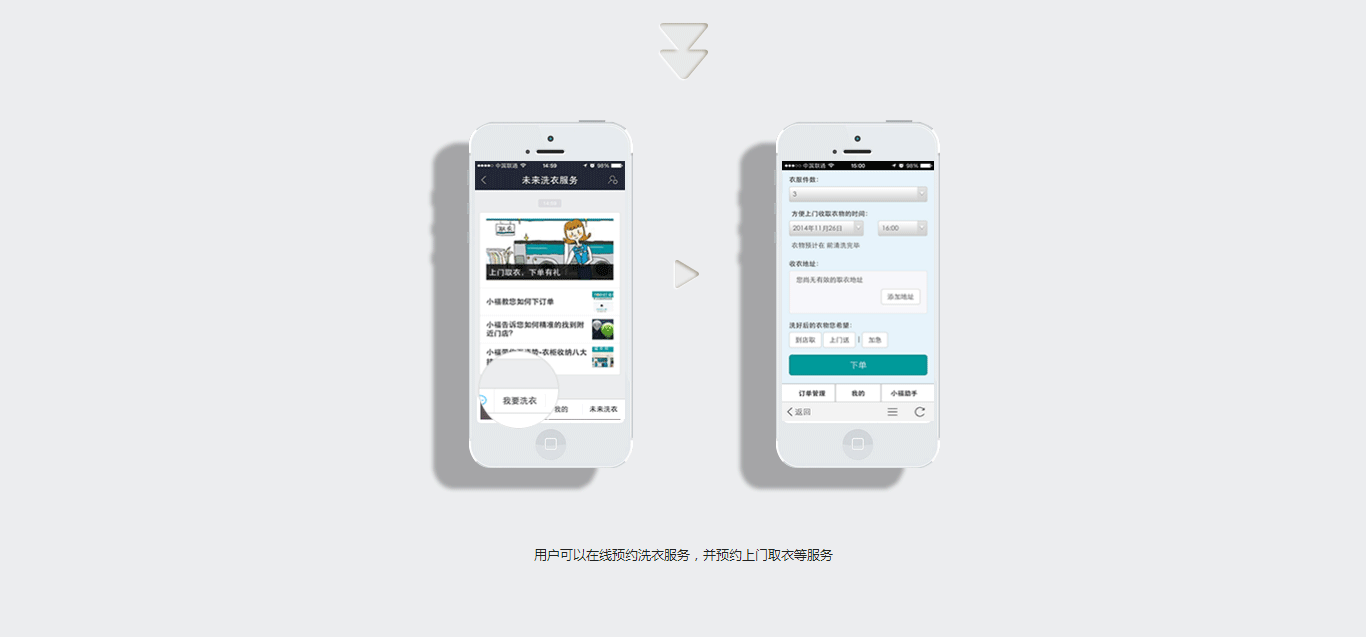 中国联通 14:59 98%
未来洗衣服务
取衣
上门取衣，下单有礼
小福教您如何下订单
小福告诉您如何精准的找到附
近门店?
小福带您下姿势-衣柜收纳八大
我要洗衣
我的
未来洗衣
中国联通 15:00 98%
衣服件数:
3
方便上门收取衣物的时间:
2014年11月26日
16:00
衣物预计在 前清洗完毕
收衣地址:
您尚无有效的取衣地址
添加地址
洗好后的衣物您希望:
到店取 上门送 | 加急
下单
订单管理
我的
小福助手
返回
用户可以在线预约洗衣服务，并预约上门取衣等服务